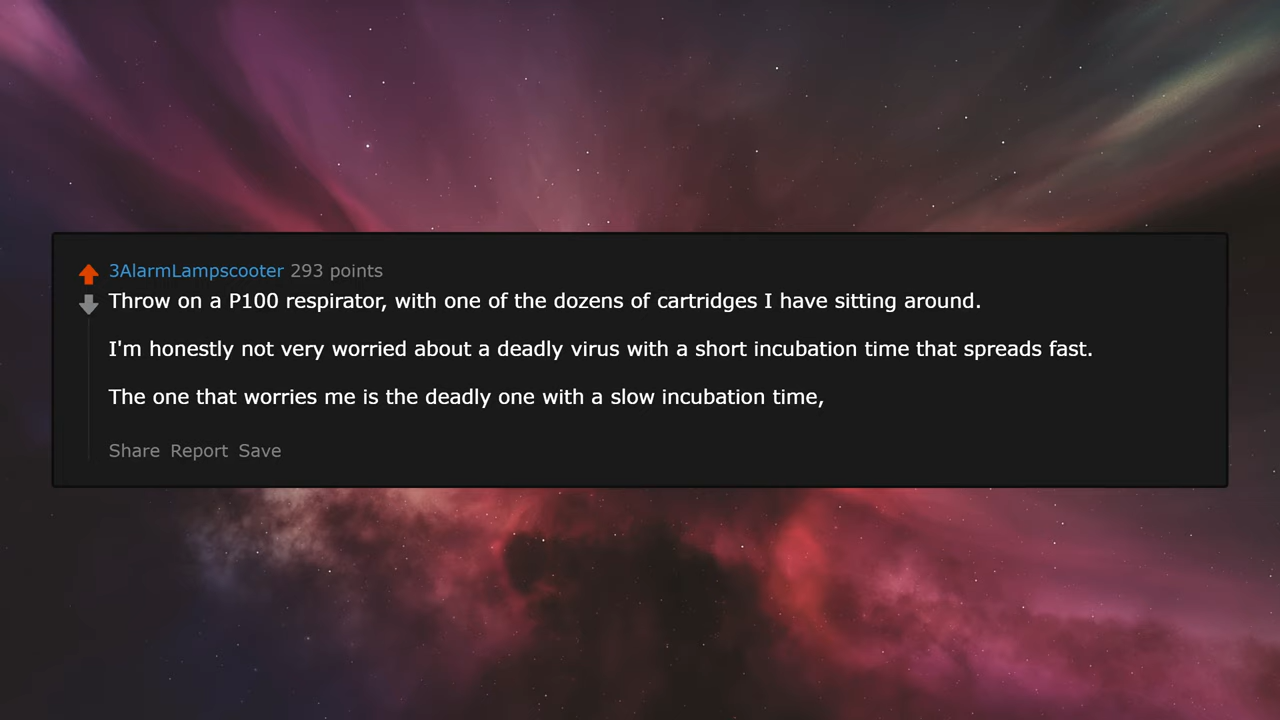 3AlarmLampscooter 293 points
Throw on a P100 respirator, with one of the dozens of cartridges I have sitting around.
I'm honestly not very worried about a deadly virus with a short incubation time that spreads fast.
The one that worries me is the deadly one with a slow incubation time,
Share Report Save